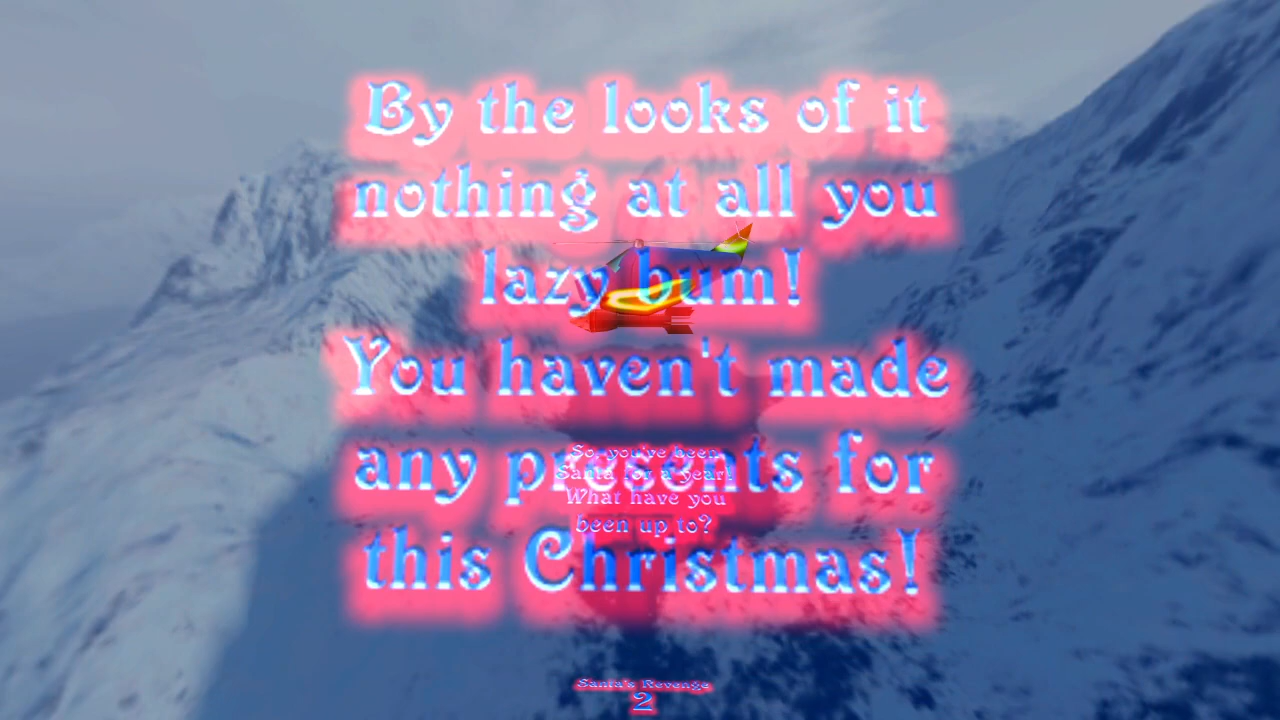 By the looks of it
nothing at all you
lazy bum!
You haven't made
any presents for
this Christmas!
So, you've been
Santa for a year!
What have you
been up to?
Santa's Revenge
2